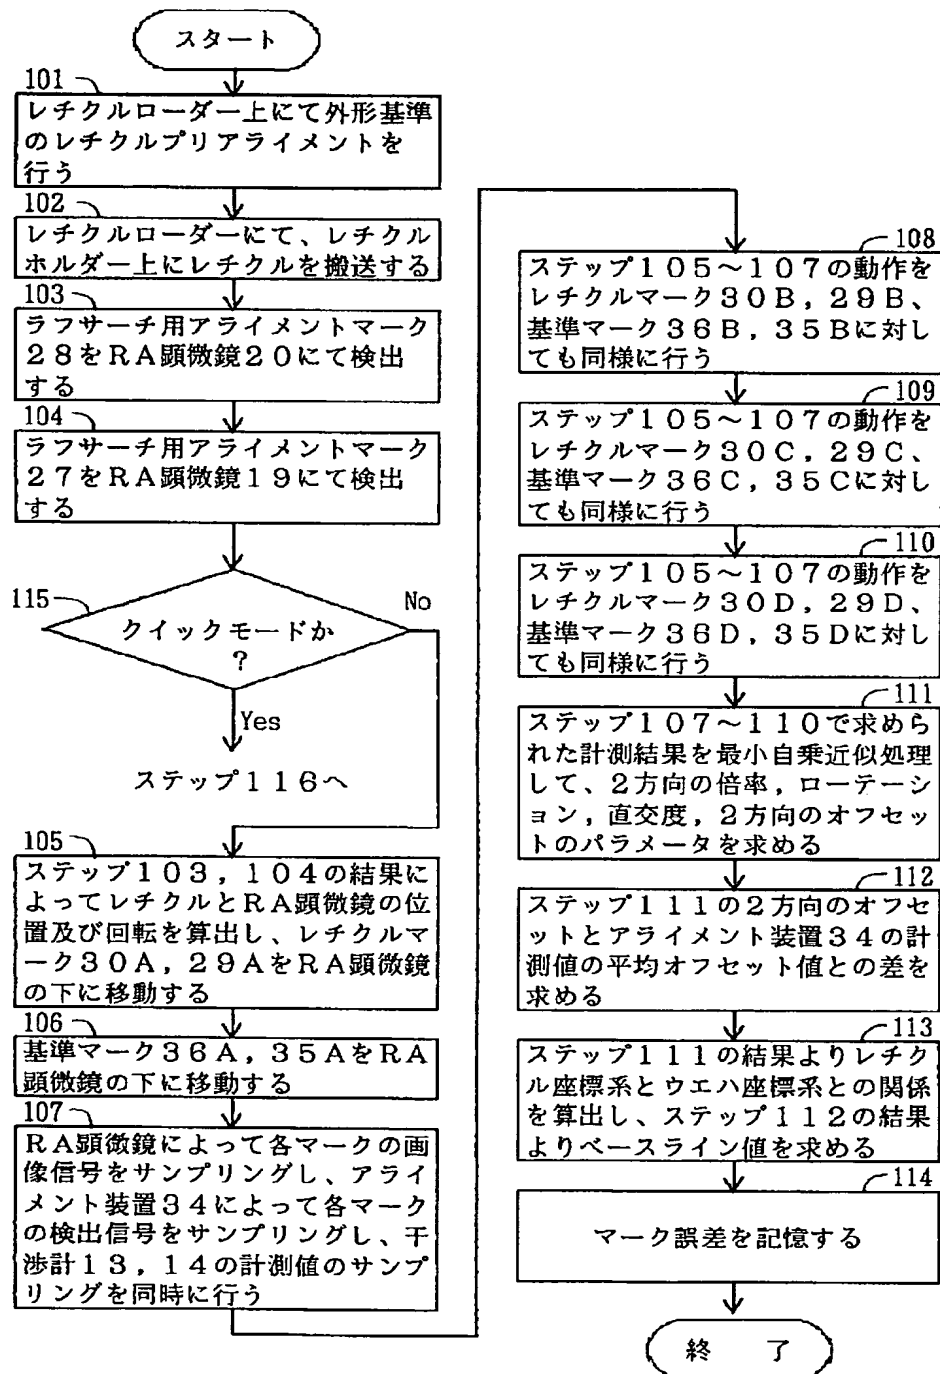 スタート
101
レチクルローダー上にて外形基準
のレチクルプリアライメントを
行う
102
レチクルローダーにて、レチクル
ホルダー上にレチクルを搬送する
103
ラフサーチ用アライメントマーク
28をRA顕微鏡20にて検出
する
104
ラフサーチ用アライメントマーク
27をRA顕微鏡19にて検出
する
115
クイックモードか
?
No
Yes
ステップ116へ
105
ステップ103,104の結果に
よってレチクルとRA顕微鏡の位
置及び回転を算出し、レチクルマ
ーク30A,29AをRA顕微鏡
の下に移動する
106
基準マーク36A,35AをRA
顕微鏡の下に移動する
107
RA顕微鏡によって各マークの画
像信号をサンプリングし、アライ
メント装置34によって各マーク
の検出信号をサンプリングし、干
渉計13,14の計測値のサンプ
リングを同時に行う
108
ステップ105~107の動作を
レチクルマーク30B,29B、
基準マーク36B,35Bに対し
ても同様に行う
109
ステップ105~107の動作を
レチクルマーク30C,29C、
基準マーク36C,35Cに対し
ても同様に行う
110
ステップ105~107の動作を
レチクルマーク30D,29D、
基準マーク36D,35Dに対し
ても同様に行う
111
ステップ107~110で求めら
れた計測結果を最小自乗近似処理
して、2方向の倍率,ローテーシ
ョン,直交度,2方向のオフセッ
トのパラメータを求める
112
ステップ111の2方向のオフセ
ットとアライメント装置34の計
測値の平均オフセット値との差を
求める
113
ステップ111の結果よりレチク
ル座標系とウエハ座標系との関係
を算出し、ステップ112の結果
よりベースライン値を求める
114
マーク誤差を記憶する
終 了